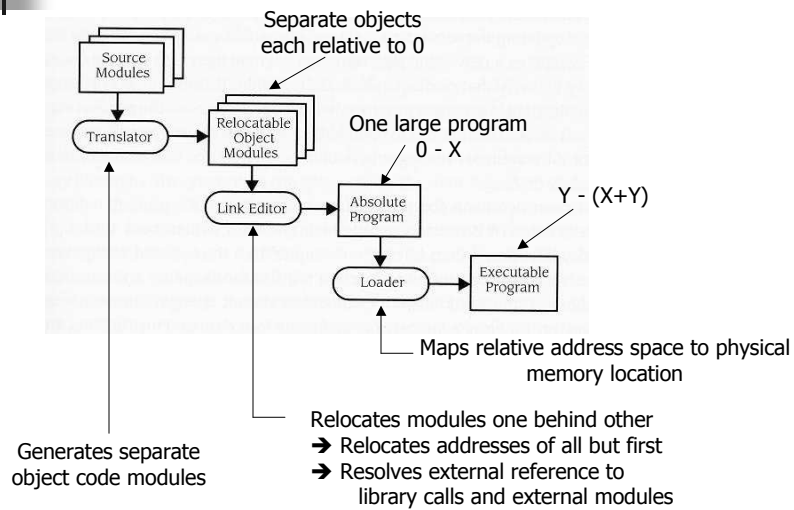 Separate objects
each relative to 0
Source
Modules
Translator
Relocatable
Object
Modules
One large program
0 - X
Link Editor
Absolute
Program
Y - (X+Y)
Loader
Executable
Program
Maps relative address space to physical
memory location
Generates separate
object code modules
Relocates modules one behind other
➔ Relocates addresses of all but first
➔ Resolves external reference to
library calls and external modules